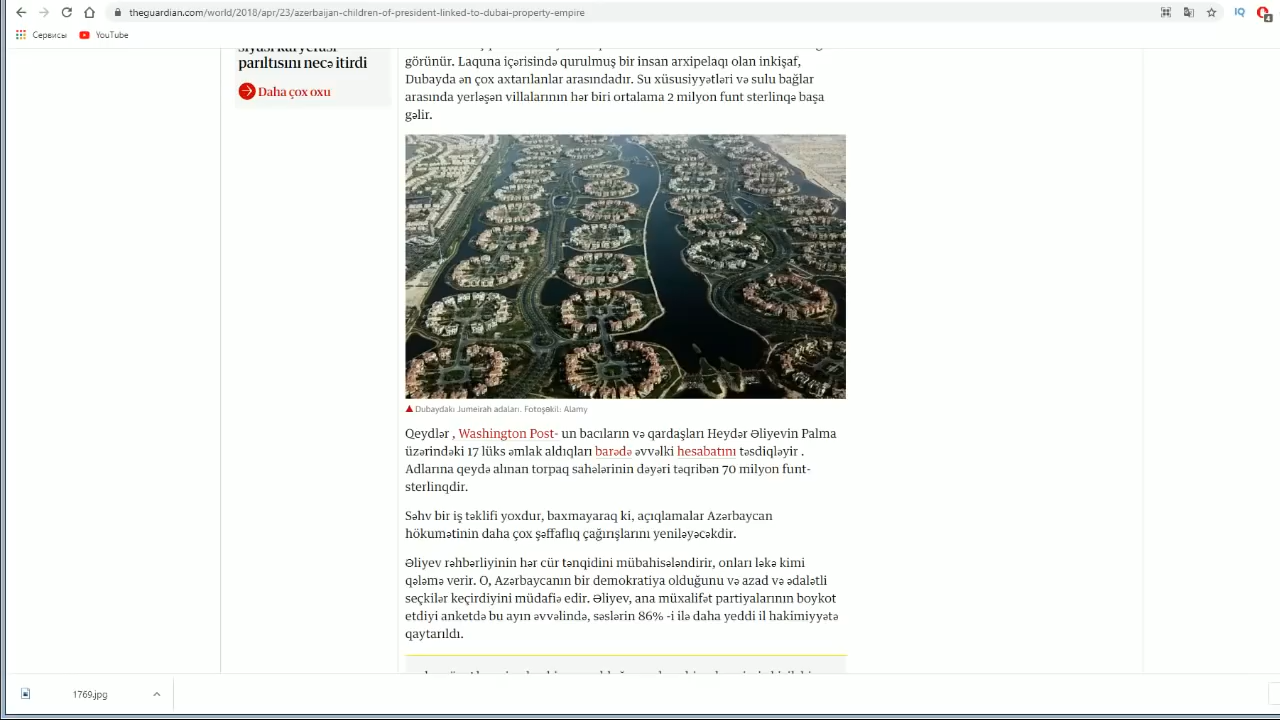 theguardian.com/world/2018/apr/23/azerbaijan-children-of-president-linked-to-dubai-property-empire
Сервисы YouTube
parıltısını necə itirdi
Daha çox oxu
görünür. Laquna içərisində qurulmuş bir insan arxipelaqı olan inkişaf,
Dubayda ən çox axtarılanlar arasındadır. Su xüsusiyyətləri və sulu bağlar
arasında yerləşən villalarının hər biri ortalama 2 milyon funt sterlinqə başa
gəlir.
Dubaydakı Jumeirah adaları. Fotoşəkil: Alamy
Qeydlər , Washington Post- un bacıların və qardaşları Heydər Əliyevin Palma
üzərindəki 17 lüks əmlak aldıqları barədə əvvəlki hesabatını təsdiqləyir .
Adlarına qeydə alınan torpaq sahələrinin dəyəri təqribən 70 milyon funt-
sterlinqdir.
Səhv bir iş təklifi yoxdur, baxmayaraq ki, açıqlamalar Azərbaycan
hökumətinin daha çox şəffaflıq çağırışlarını yeniləyəcəkdir.
Əliyev rəhbərliyinin hər cür tənqidini mübahisələndirir, onları ləkə kimi
qələmə verir. O, Azərbaycanın bir demokratiya olduğunu və azad və ədalətli
seçkilər keçirdiyini müdafiə edir. Əliyev, ana müxalifət partiyalarının boykot
etdiyi anketdə bu ayın əvvəlində, səslərin 86% -i ilə daha yeddi il hakimiyyətə
qaytarıldı.
1769.jpg